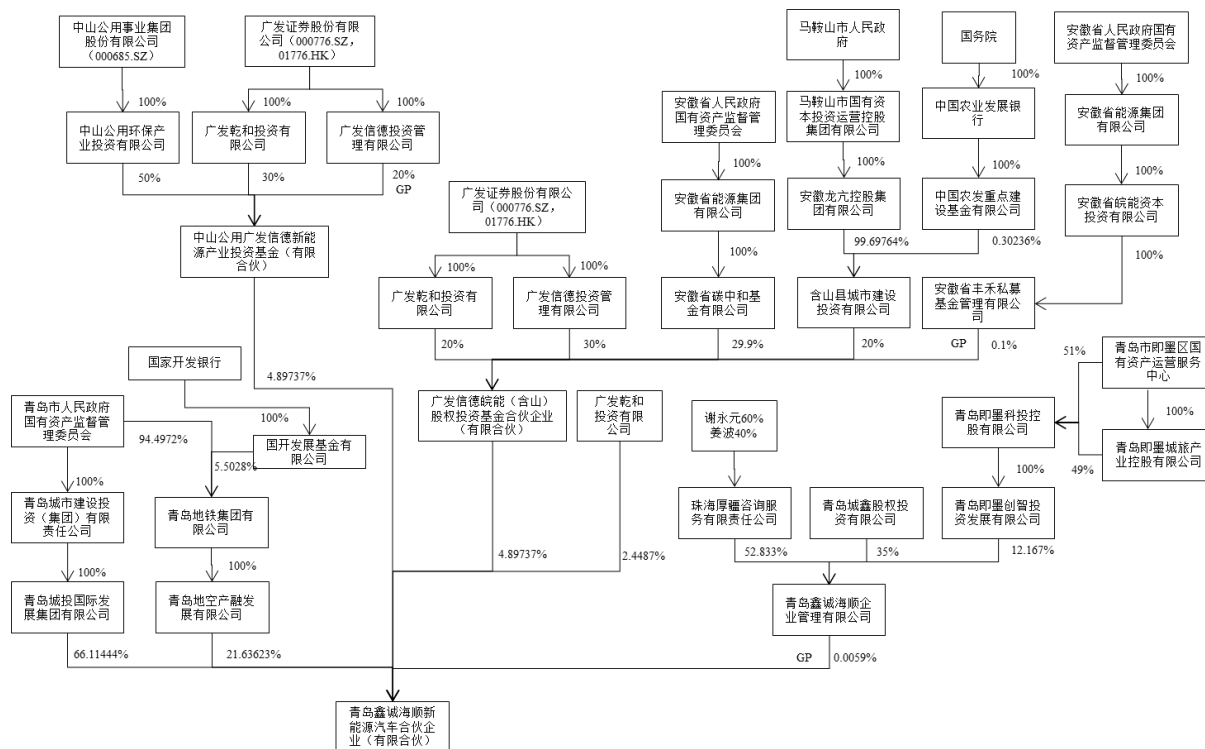 中山公用事业集团
股份有限公司
（000685.SZ）
广发证券股份有限
公司（000776.SZ，
01776.HK）
马鞍山市人民政
府
国务院
安徽省人民政府国有
资产监督管理委员会
100%
100%
100%
100%
100%
100%
中山公用环保产
业投资有限公司
广发乾和投资有
限公司
广发信德投资管
理有限公司
安徽省人民政府
国有资产监督管
理委员会
马鞍山市国有资
本投资运营控股
集团有限公司
中国农业发展银
行
安徽省能源集团
有限公司
50%
30%
20%
GP
100%
100%
100%
100%
广发证券股份有限公
司（000776.SZ，
01776.HK）
安徽省能源集团
有限公司
安徽龙亢控股集
团有限公司
中国农发重点建
设基金有限公司
安徽省皖能资本
投资有限公司
中山公用广发信德新能
源产业投资基金（有限
合伙）
99.69764%
0.30236%
100%
100%
100%
100%
广发乾和投资有
限公司
广发信德投资管
理有限公司
安徽省碳中和基
金有限公司
含山县城市建设
投资有限公司
安徽省丰禾私募
基金管理有限公
司
20%
30%
29.9%
20%
GP
0.1%
国家开发银行
4.89737%
51%
青岛市即墨区国
有资产运营服务
中心
青岛市人民政府
国有资产监督管
理委员会
100%
94.4972%
国开发展基金有
限公司
5.5028%
广发信德皖能（含山）
股权投资基金合伙企业
（有限合伙）
广发乾和
投资有限
公司
谢永元60%
姜波40%
青岛即墨科投控
股有限公司
100%
49%
青岛即墨城旅产
业控股有限公司
100%
100%
青岛城市建设投
资（集团）有限
责任公司
青岛地铁集团有
限公司
珠海厚疆咨询服
务有限责任公司
青岛城鑫股权投
资有限公司
青岛即墨创智投
资发展有限公司
4.89737%
2.4487%
52.833%
35%
12.167%
100%
100%
青岛城投国际发
展集团有限公司
青岛地空产融发
展有限公司
青岛鑫诚海顺企
业管理有限公司
66.11444%
21.63623%
GP
0.0059%
青岛鑫诚海顺新
能源汽车合伙企
业（有限合伙）